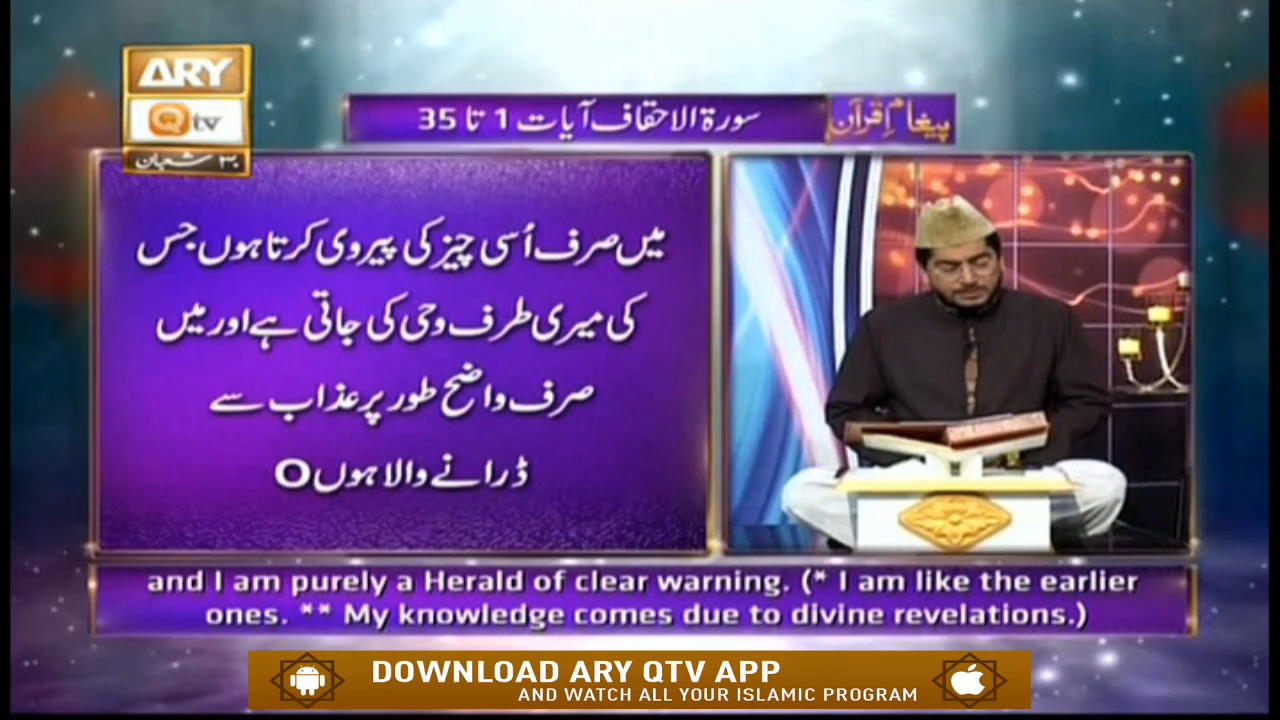 ARY
Qtv
۳۰ شعبان
پیغامِ قرآن
سورۃ الاحقاف آیات 1 تا 35
میں صرف اُسی چیز کی پیروی کرتا ہوں جس
کی میری طرف وحی کی جاتی ہے اور میں
صرف واضح طور پر عذاب سے
ڈرانے والا ہوں O
and I am purely a Herald of clear warning. (* I am like the earlier
ones. ** My knowledge comes due to divine revelations.)
DOWNLOAD ARY QTV APP
AND WATCH ALL YOUR ISLAMIC PROGRAM